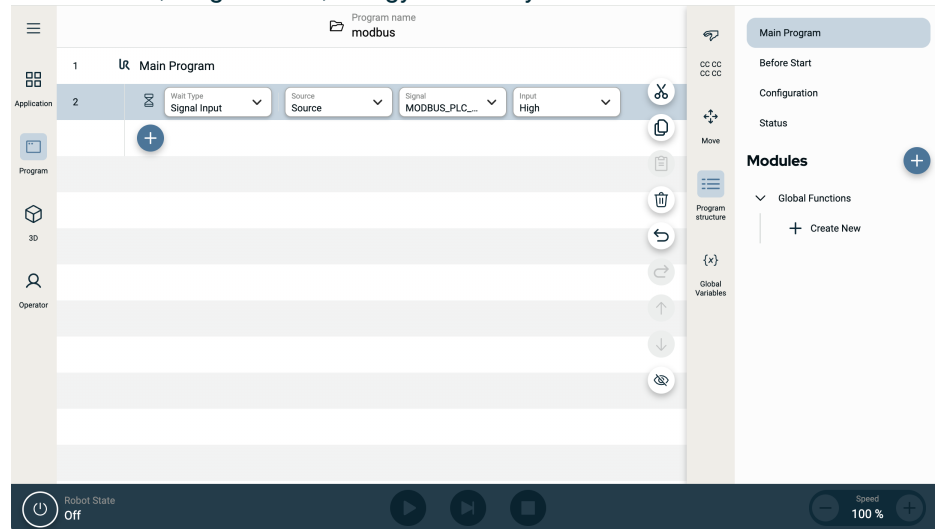 Program name
modbus
Application
Program
3D
Operator
1 Main Program
2 Wait Type Signal Input Source Source Signal MODBUS_PLC_... Input High
CC CC
CC CC
Move
Program structure
{x}
Global Variables
Main Program
Before Start
Configuration
Status
Modules
Global Functions
Create New
Robot State
Off
Speed
100 %